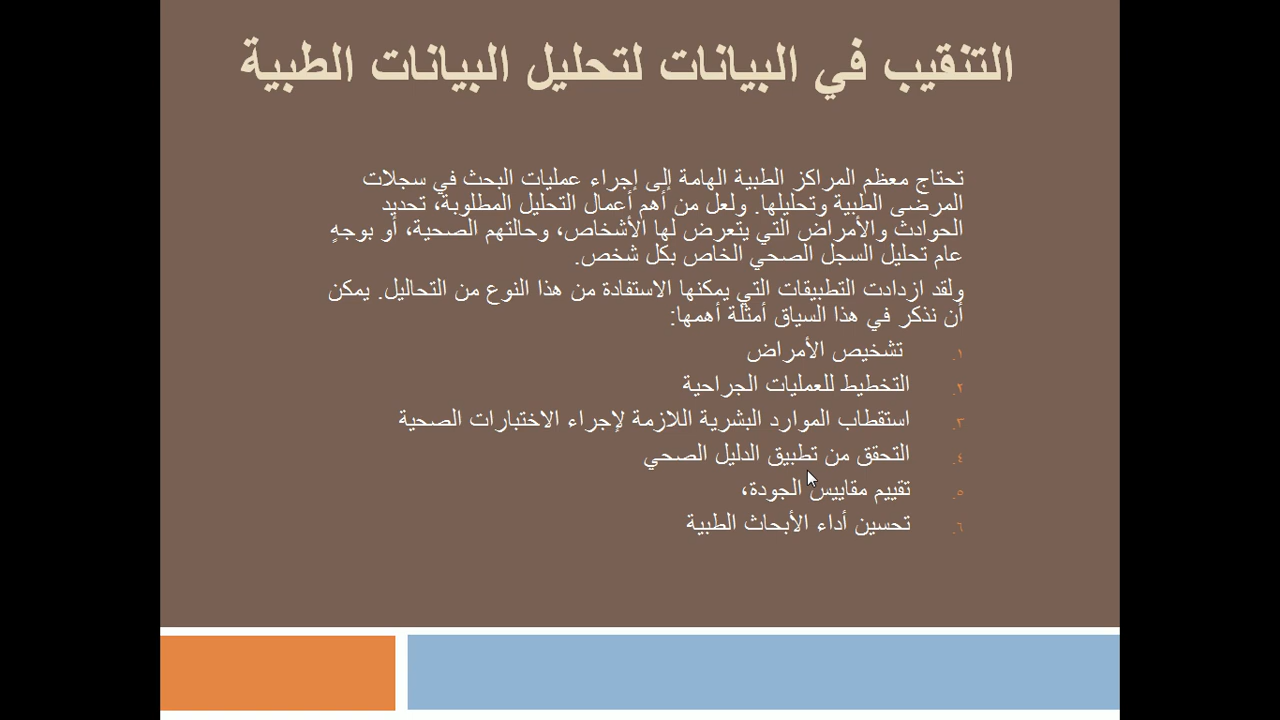 التنقيب في البيانات لتحليل البيانات الطبية
تحتاج معظم المراكز الطبية الهامة إلى إجراء عمليات البحث في سجلات
المرضى الطبية وتحليلها. ولعل من أهم أعمال التحليل المطلوبة، تحديد
الحوادث والأمراض التي يتعرض لها الأشخاص، وحالتهم الصحية، أو بوجهٍ
عام تحليل السجل الصحي الخاص بكل شخص.
ولقد ازدادت التطبيقات التي يمكنها الاستفادة من هذا النوع من التحاليل. يمكن
أن نذكر في هذا السياق أمثلة أهمها:
١. تشخيص الأمراض
٢. التخطيط للعمليات الجراحية
٣. استقطاب الموارد البشرية اللازمة لإجراء الاختبارات الصحية
٤. التحقق من تطبيق الدليل الصحي
٥. تقييم مقاييس الجودة،
٦. تحسين أداء الأبحاث الطبية